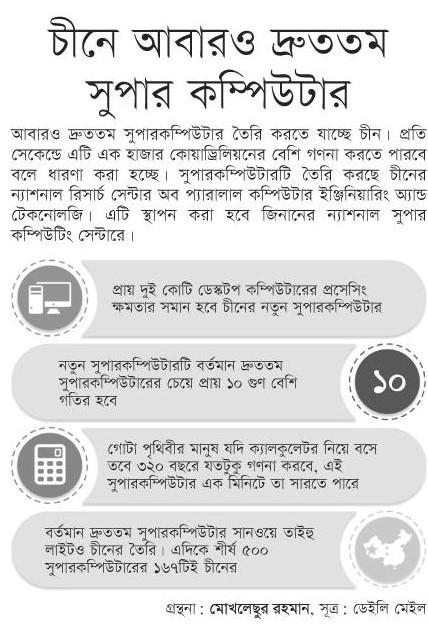 চীনে আবারও দ্রুততম
সুপার কম্পিউটার
আবারও দ্রুততম সুপারকম্পিউটার তৈরি করতে যাচ্ছে চীন। প্রতি
সেকেন্ডে এটি এক হাজার কোয়াড্রিলিয়নের বেশি গণনা করতে পারবে
বলে ধারণা করা হচ্ছে। সুপারকম্পিউটারটি তৈরি করছে চীনের
ন্যাশনাল রিসার্চ সেন্টার অব প্যারালাল কম্পিউটার ইঞ্জিনিয়ারিং অ্যান্ড
টেকনোলজি। এটি স্থাপন করা হবে জিনানের ন্যাশনাল সুপার
কম্পিউটিং সেন্টারে।
প্রায় দুই কোটি ডেস্কটপ কম্পিউটারের প্রসেসিং
ক্ষমতার সমান হবে চীনের নতুন সুপারকম্পিউটার
নতুন সুপারকম্পিউটারটি বর্তমান দ্রুততম
সুপারকম্পিউটারের চেয়ে প্রায় ১০ গুণ বেশি
গতির হবে
১০
গোটা পৃথিবীর মানুষ যদি ক্যালকুলেটর নিয়ে বসে
তবে ৩২০ বছরে যতটুকু গণনা করবে, এই
সুপারকম্পিউটার এক মিনিটে তা সারতে পারে
বর্তমান দ্রুততম সুপারকম্পিউটার সানওয়ে তাইহু
লাইটও চীনের তৈরি। এদিকে শীর্ষ ৫০০
সুপারকম্পিউটারের ১৬৭টিই চীনের
গ্রন্থনা : মোখলেছুর রহমান, সূত্র : ডেইলি মেইল